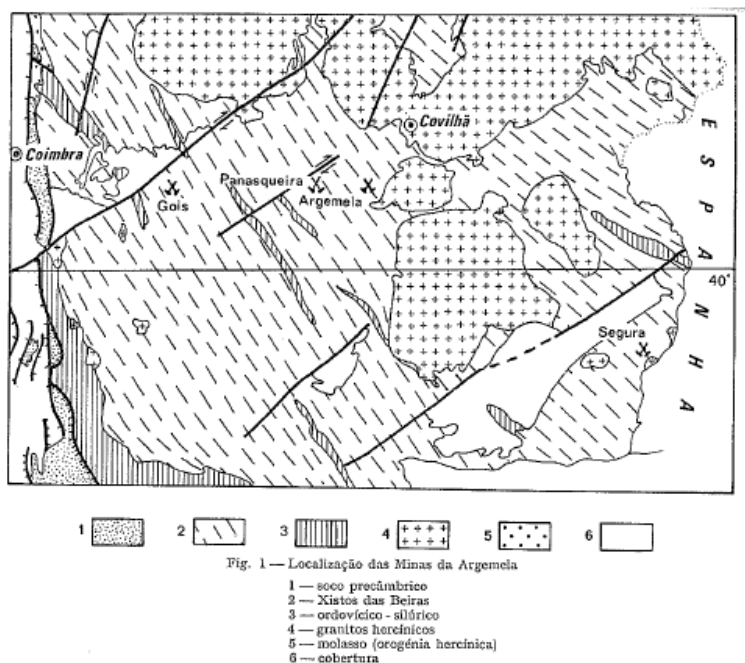 Covilhã
Coimbra
Panasqueira
Argemela
Gois
ESPANHA
40°
Segura
1 2 3 4 5 6
Fig. 1 — Localização das Minas da Argemela
1 — soco precâmbrico
2 — Xistos das Beiras
3 — ordovícico - silúrico
4 — granitos hercínicos
5 — molasso (orogénia hercínica)
6 — cobertura